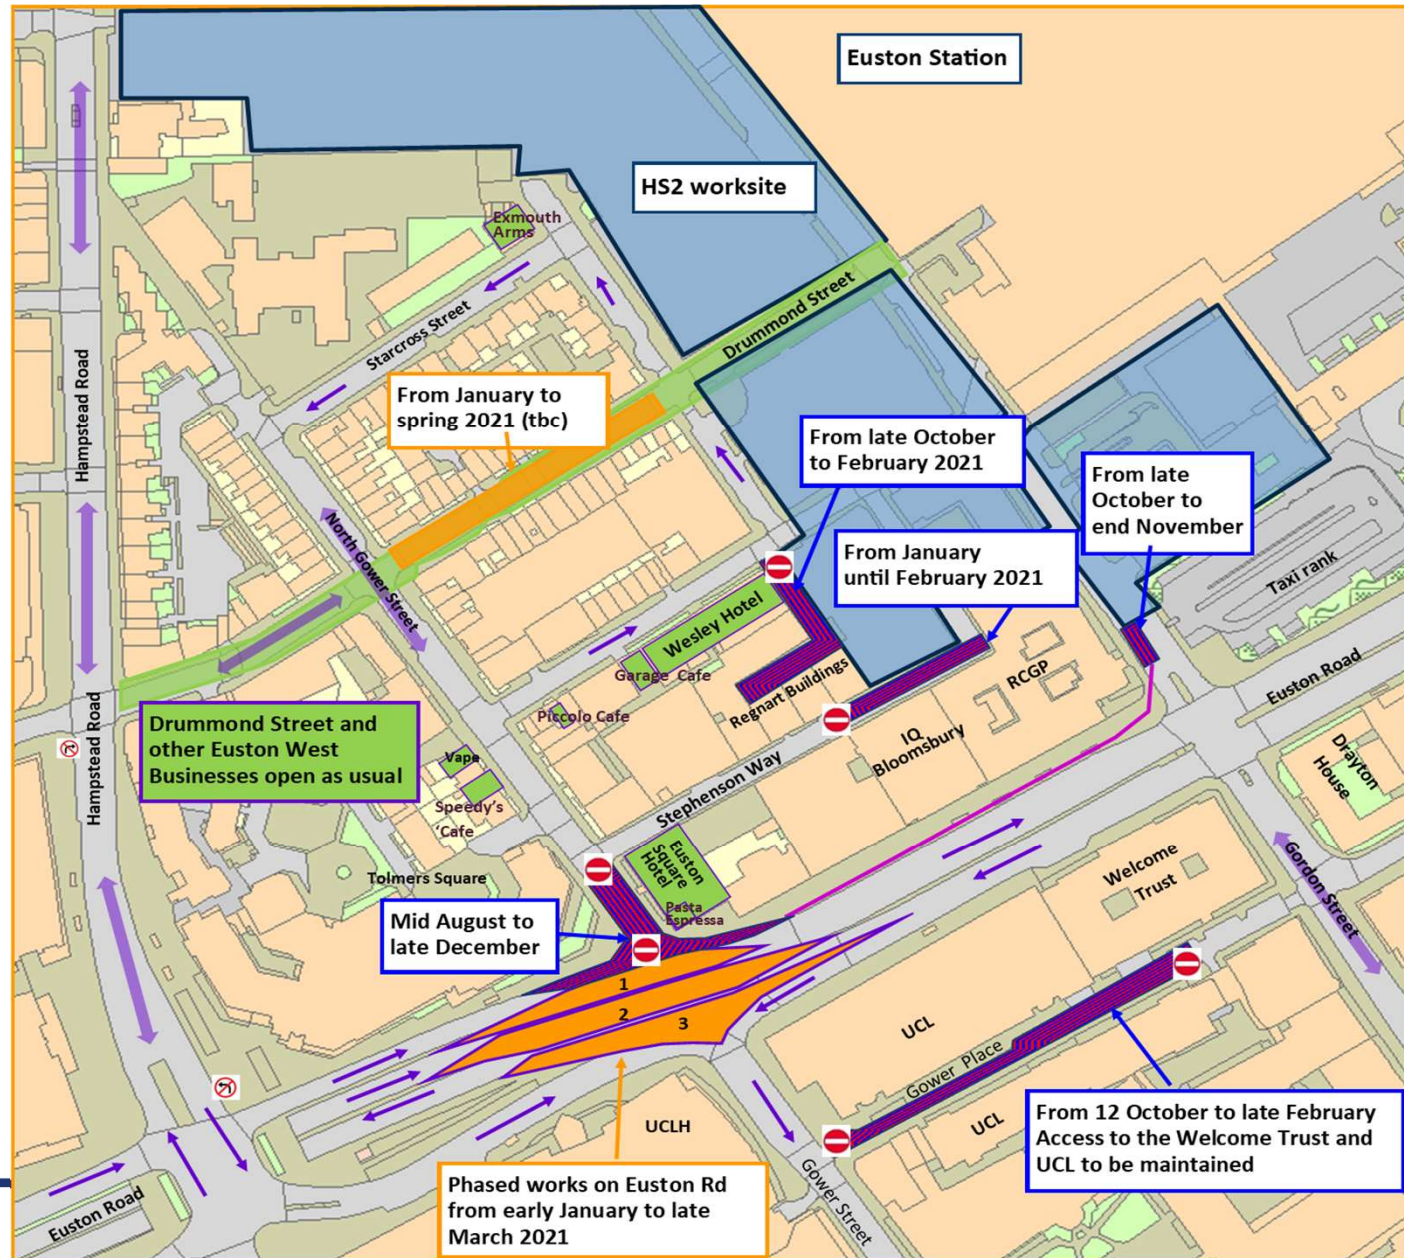 Euston Station
HS2 worksite
Exmouth
Arms
Starcross Street
Drummond Street
Hampstead Road
From January to
spring 2021 (tbc)
From late October
to February 2021
From late
October to
end November
From January
until February 2021
Taxi rank
North Gower Street
Hampstead Road
Wesley Hotel
Garage Cafe
Regnart Buildings
RCGP
Euston Road
Piccolo Cafe
IQ
Bloomsbury
Drummond Street and
other Euston West
Businesses open as usual
Hampstead Road
Vape
Speedy's
'Cafe
Stephenson Way
Drayton
House
Euston
Square
Hotel
Pasta
Espressa
Tolmers Square
Welcome
Trust
Gordon Street
Mid August to
late December
1
2
3
UCL
Gower Place
UCL
UCLH
From 12 October to late February
Access to the Welcome Trust and
UCL to be maintained
Phased works on Euston Rd
from early January to late
March 2021
Gower Street
Euston Road